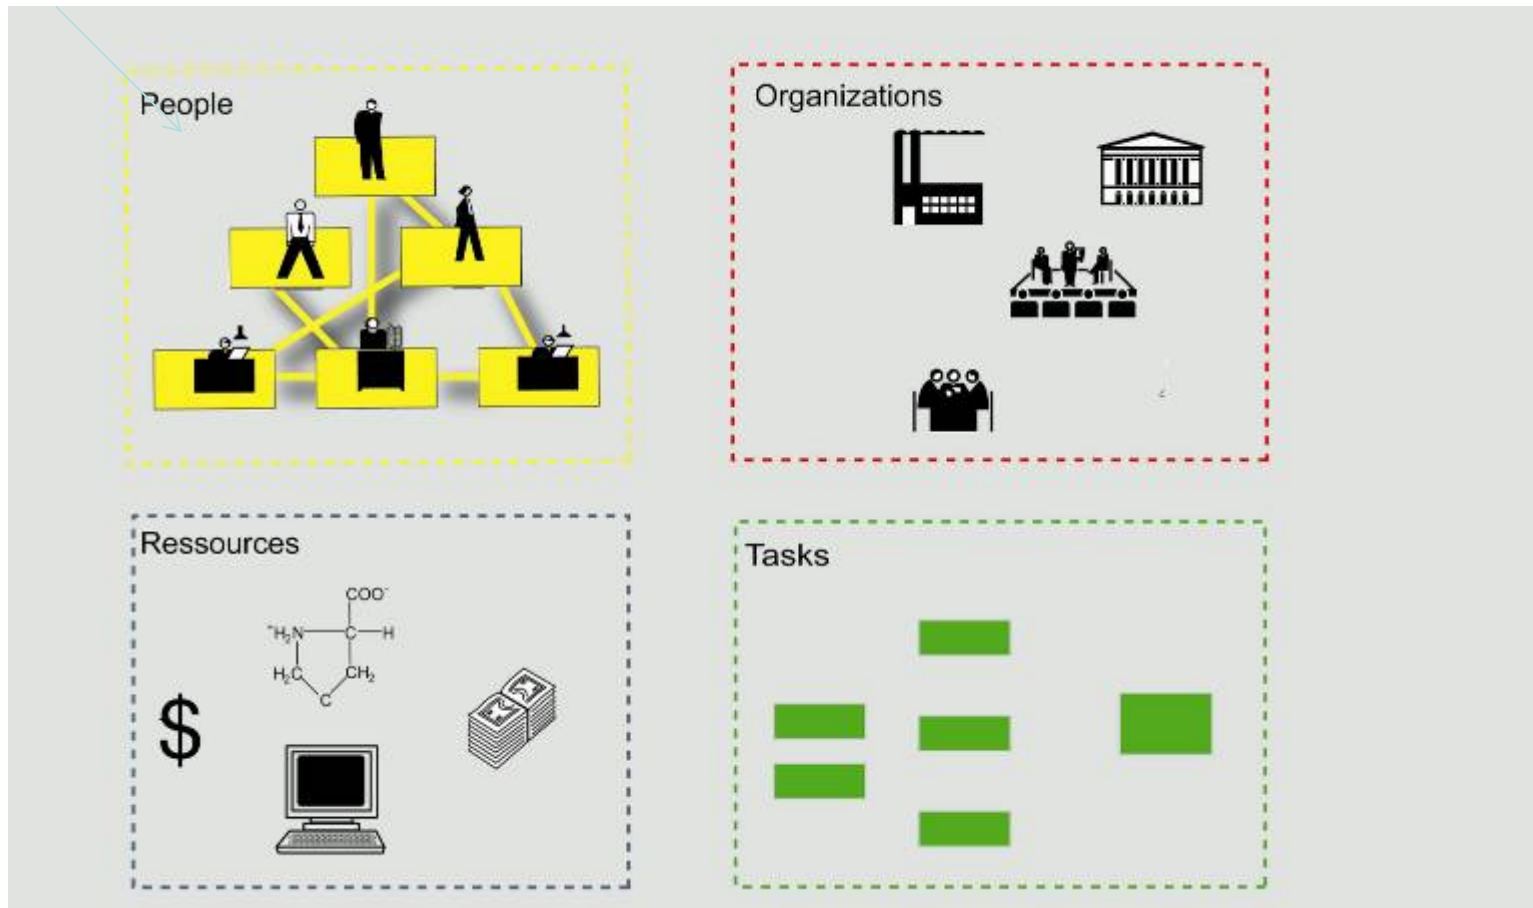 People
Organizations
Ressources
COO-
+H2N C H
H2C CH2
C
$
Tasks